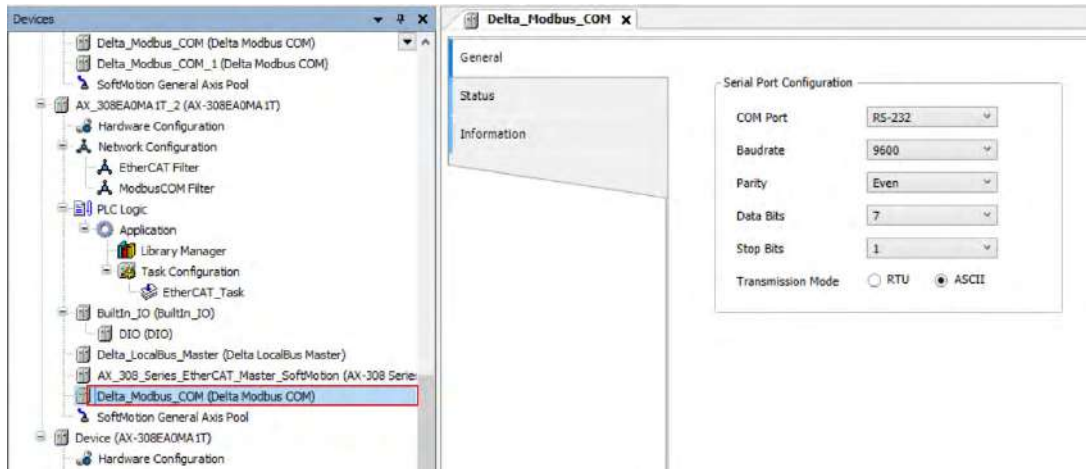 Devices
Delta_Modbus_COM (Delta Modbus COM)
Delta_Modbus_COM_1 (Delta Modbus COM)
SoftMotion General Axis Pool
AX_308EA0MA1T_2 (AX-308EA0MA1T)
Hardware Configuration
Network Configuration
EtherCAT Filter
ModbusCOM Filter
PLC Logic
Application
Library Manager
Task Configuration
EtherCAT_Task
BuiltIn_IO (BuiltIn_IO)
DIO (DIO)
Delta_LocalBus_Master (Delta LocalBus Master)
AX_308_Series_EtherCAT_Master_SoftMotion (AX-308 Serie
Delta_Modbus_COM (Delta Modbus COM)
SoftMotion General Axis Pool
Device (AX-308EA0MA1T)
Hardware Configuration
Delta_Modbus_COM X
General
Status
Information
Serial Port Configuration
COM Port RS-232
Baudrate 9600
Parity Even
Data Bits 7
Stop Bits 1
Transmission Mode RTU ASCII